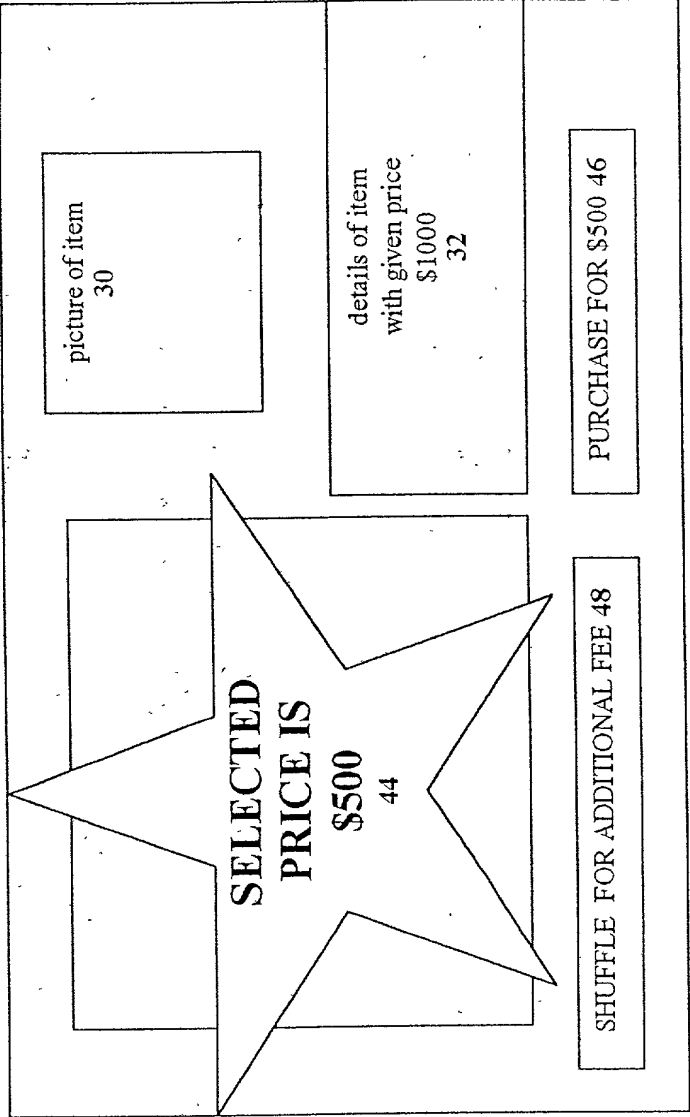 SELECTED
PRICE IS
$500
44
picture of item
30
details of item
with given price
$1000
32
SHUFFLE FOR ADDITIONAL FEE 48
PURCHASE FOR $500 46